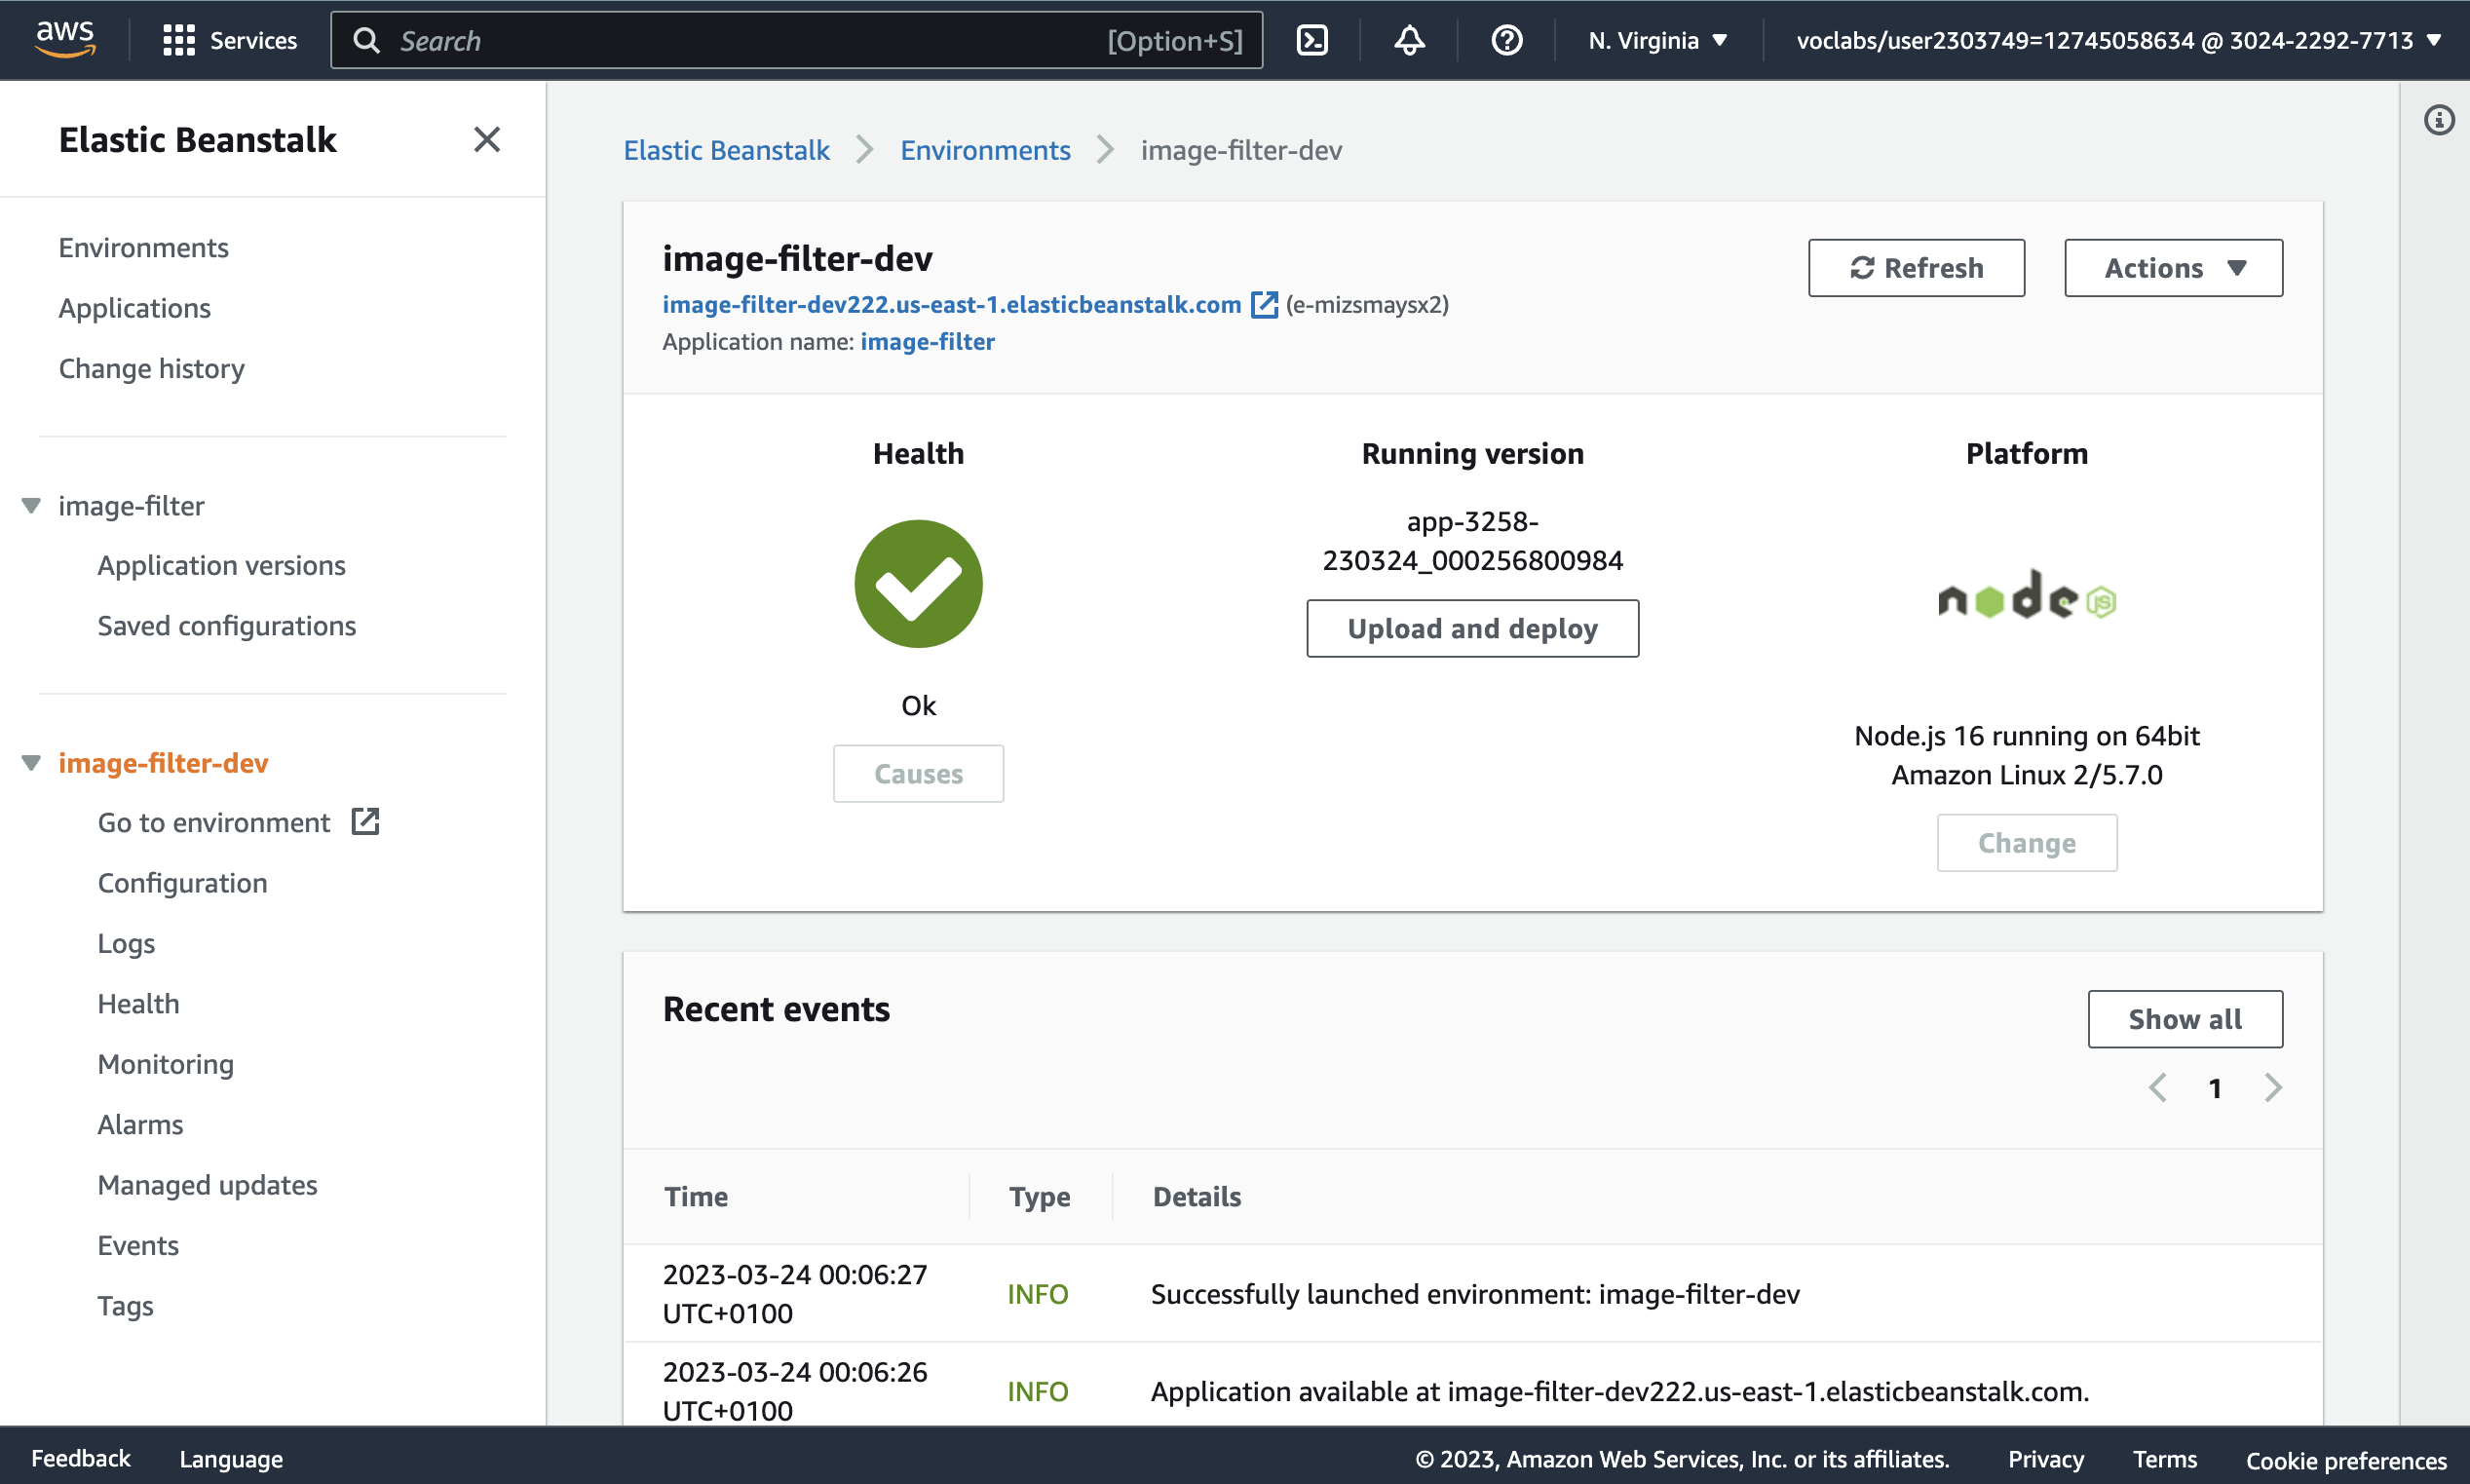 aws
Services
Search
[Option+S]
N. Virginia
voclabs/user2303749=12745058634 @ 3024-2292-7713
Elastic Beanstalk
Environments
Applications
Change history
image-filter
Application versions
Saved configurations
image-filter-dev
Go to environment
Configuration
Logs
Health
Monitoring
Alarms
Managed updates
Events
Tags
Elastic Beanstalk
Environments
image-filter-dev
image-filter-dev
image-filter-dev222.us-east-1.elasticbeanstalk.com (e-mizsmaysx2)
Application name: image-filter
Refresh
Actions
Health
Ok
Causes
Running version
app-3258-
230324_000256800984
Upload and deploy
Platform
node JS
Node.js 16 running on 64bit
Amazon Linux 2/5.7.0
Change
Recent events
Show all
1
Time Type Details
2023-03-24 00:06:27
UTC+0100
INFO
Successfully launched environment: image-filter-dev
2023-03-24 00:06:26
UTC+0100
INFO
Application available at image-filter-dev222.us-east-1.elasticbeanstalk.com.
Feedback
Language
© 2023, Amazon Web Services, Inc. or its affiliates.
Privacy
Terms
Cookie preferences